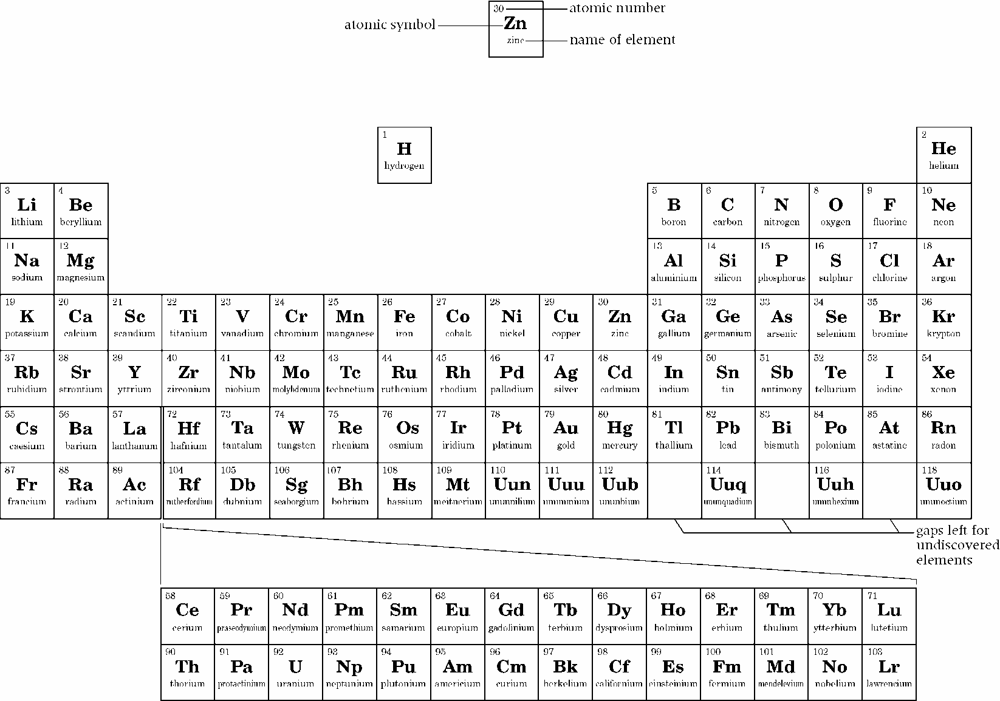 30 atomic number
atomic symbol Zn
zinc name of element
1 2
H He
hydrogen helium
3 4 5 6 7 8 9 10
Li Be B C N O F Ne
lithium beryllium boron carbon nitrogen oxygen fluorine neon
11 12 13 14 15 16 17 18
Na Mg Al Si P S Cl Ar
sodium magnesium aluminium silicon phosphorus sulphur chlorine argon
19 20 21 22 23 24 25 26 27 28 29 30 31 32 33 34 35 36
K Ca Sc Ti V Cr Mn Fe Co Ni Cu Zn Ga Ge As Se Br Kr
potassium calcium scandium titanium vanadium chromium manganese iron cobalt nickel copper zinc gallium germanium arsenic selenium bromine krypton
37 38 39 40 41 42 43 44 45 46 47 48 49 50 51 52 53 54
Rb Sr Y Zr Nb Mo Tc Ru Rh Pd Ag Cd In Sn Sb Te I Xe
rubidium strontium yttrium zirconium niobium molybdenum technetium ruthenium rhodium palladium silver cadmium indium tin antimony tellurium iodine xenon
55 56 57 72 73 74 75 76 77 78 79 80 81 82 83 84 85 86
Cs Ba La Hf Ta W Re Os Ir Pt Au Hg Tl Pb Bi Po At Rn
caesium barium lanthanum hafnium tantalum tungsten rhenium osmium iridium platinum gold mercury thallium lead bismuth polonium astatine radon
87 88 89 104 105 106 107 108 109 110 111 112 114 116 118
Fr Ra Ac Rf Db Sg Bh Hs Mt Uun Uuu Uub Uuq Uuh Uuo
francium radium actinium rutherfordium dubnium seaborgium bohrium hassium meitnerium ununnilium unununium ununbium ununquadium ununhexium ununoctium
gaps left for
undiscovered
elements
58 59 60 61 62 63 64 65 66 67 68 69 70 71
Ce Pr Nd Pm Sm Eu Gd Tb Dy Ho Er Tm Yb Lu
cerium praseodymium neodymium promethium samarium europium gadolinium terbium dysprosium holmium erbium thulium ytterbium lutetium
90 91 92 93 94 95 96 97 98 99 100 101 102 103
Th Pa U Np Pu Am Cm Bk Cf Es Fm Md No Lr
thorium protactinium uranium neptunium plutonium americium curium berkelium californium einsteinium fermium mendelevium nobelium lawrencium